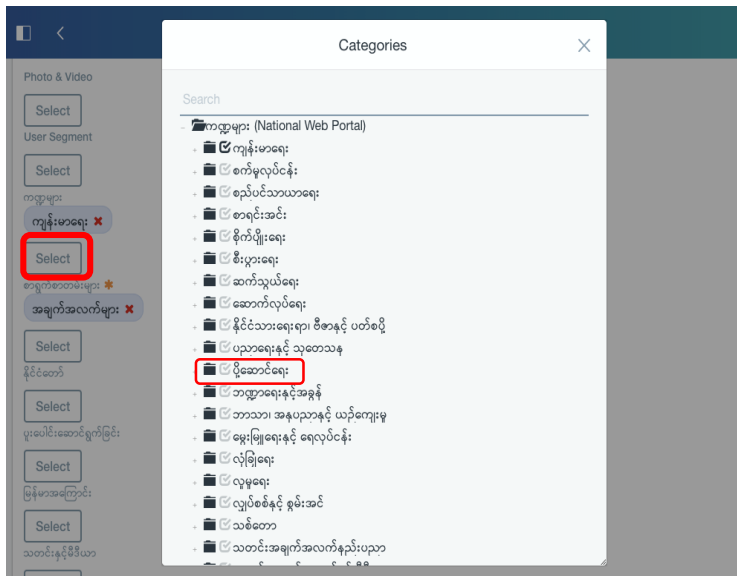 Categories
Photo & Video
Select
User Segment
Select
ကဏ္ဍများ
ကျန်းမာရေး ✖
Select
စာရွက်စာတမ်းများ ✱
အချက်အလက်များ ✖
Select
နိုင်ငံတော်
Select
ပူးပေါင်းဆောင်ရွက်ခြင်း
Select
မြန်မာအကြောင်း
Select
သတင်းနှင့်မီဒီယာ
Search
ကဏ္ဍများ (National Web Portal)
ကျန်းမာရေး
စက်မှုလုပ်ငန်း
စည်ပင်သာယာရေး
စာရင်းအင်း
စိုက်ပျိုးရေး
စီးပွားရေး
ဆက်သွယ်ရေး
ဆောက်လုပ်ရေး
နိုင်ငံသားရေးရာ၊ ဗီဇာနှင့် ပတ်စပို့
ပညာရေးနှင့် သုတေသန
ပို့ဆောင်ရေး
ဘဏ္ဍာရေးနှင့်အခွန်
ဘာသာ၊ အနုပညာနှင့် ယဉ်ကျေးမှု
မွေးမြူရေးနှင့် ရေလုပ်ငန်း
လုံခြုံရေး
လူမှုရေး
လျှပ်စစ်နှင့် စွမ်းအင်
သစ်တော
သတင်းအချက်အလက်နည်းပညာ